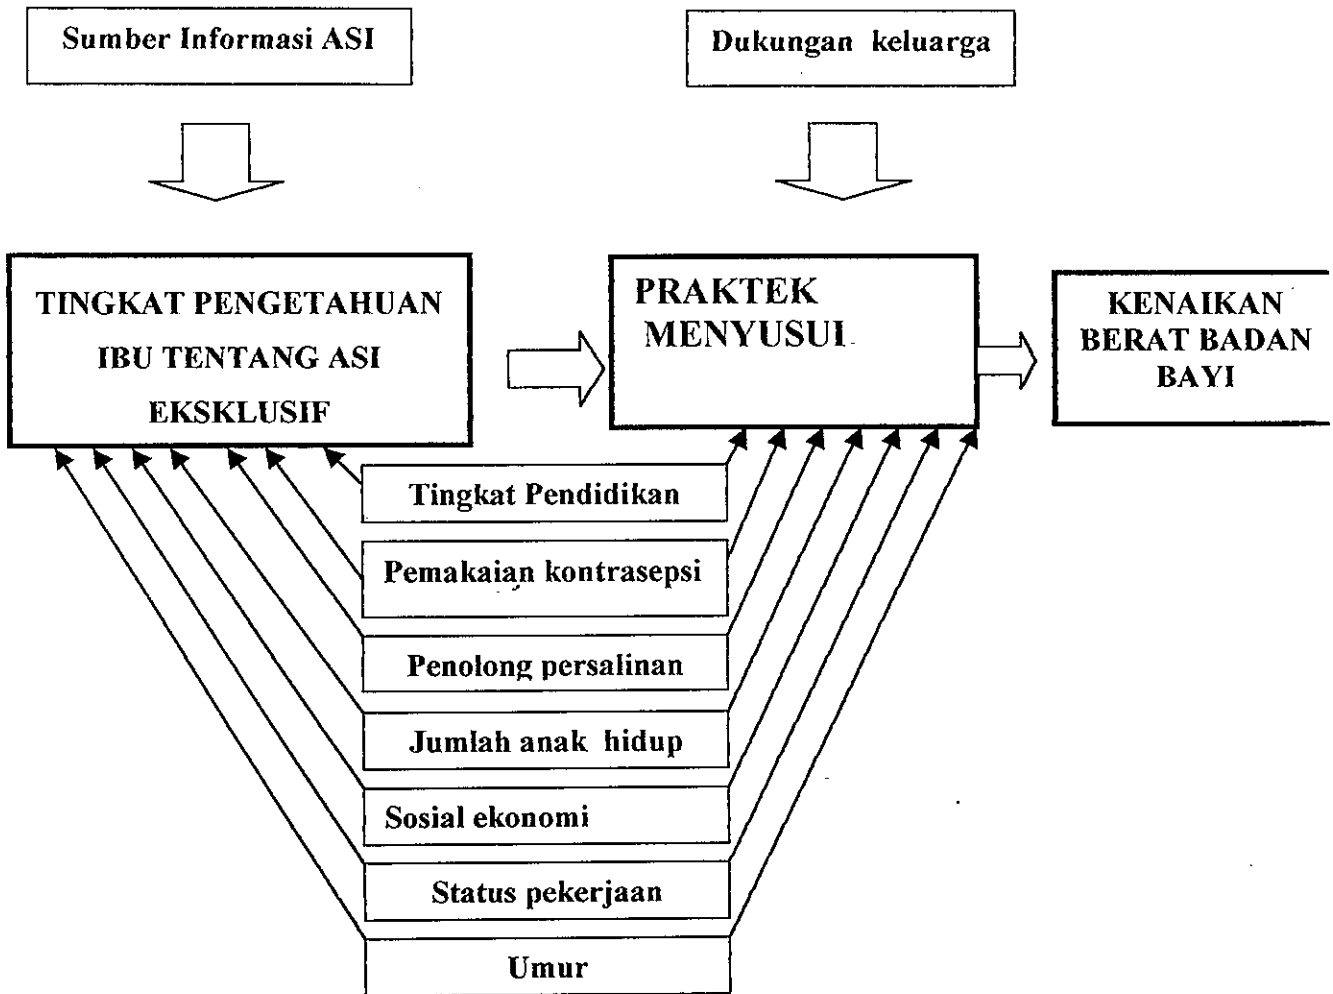 Sumber Informasi ASI
Dukungan keluarga
TINGKAT PENGETAHUAN
IBU TENTANG ASI
EKSKLUSIF
PRAKTEK
MENYUSUI
KENAIKAN
BERAT BADAN
BAYI
Tingkat Pendidikan
Pemakaian kontrasepsi
Penolong persalinan
Jumlah anak hidup
Sosial ekonomi
Status pekerjaan
Umur